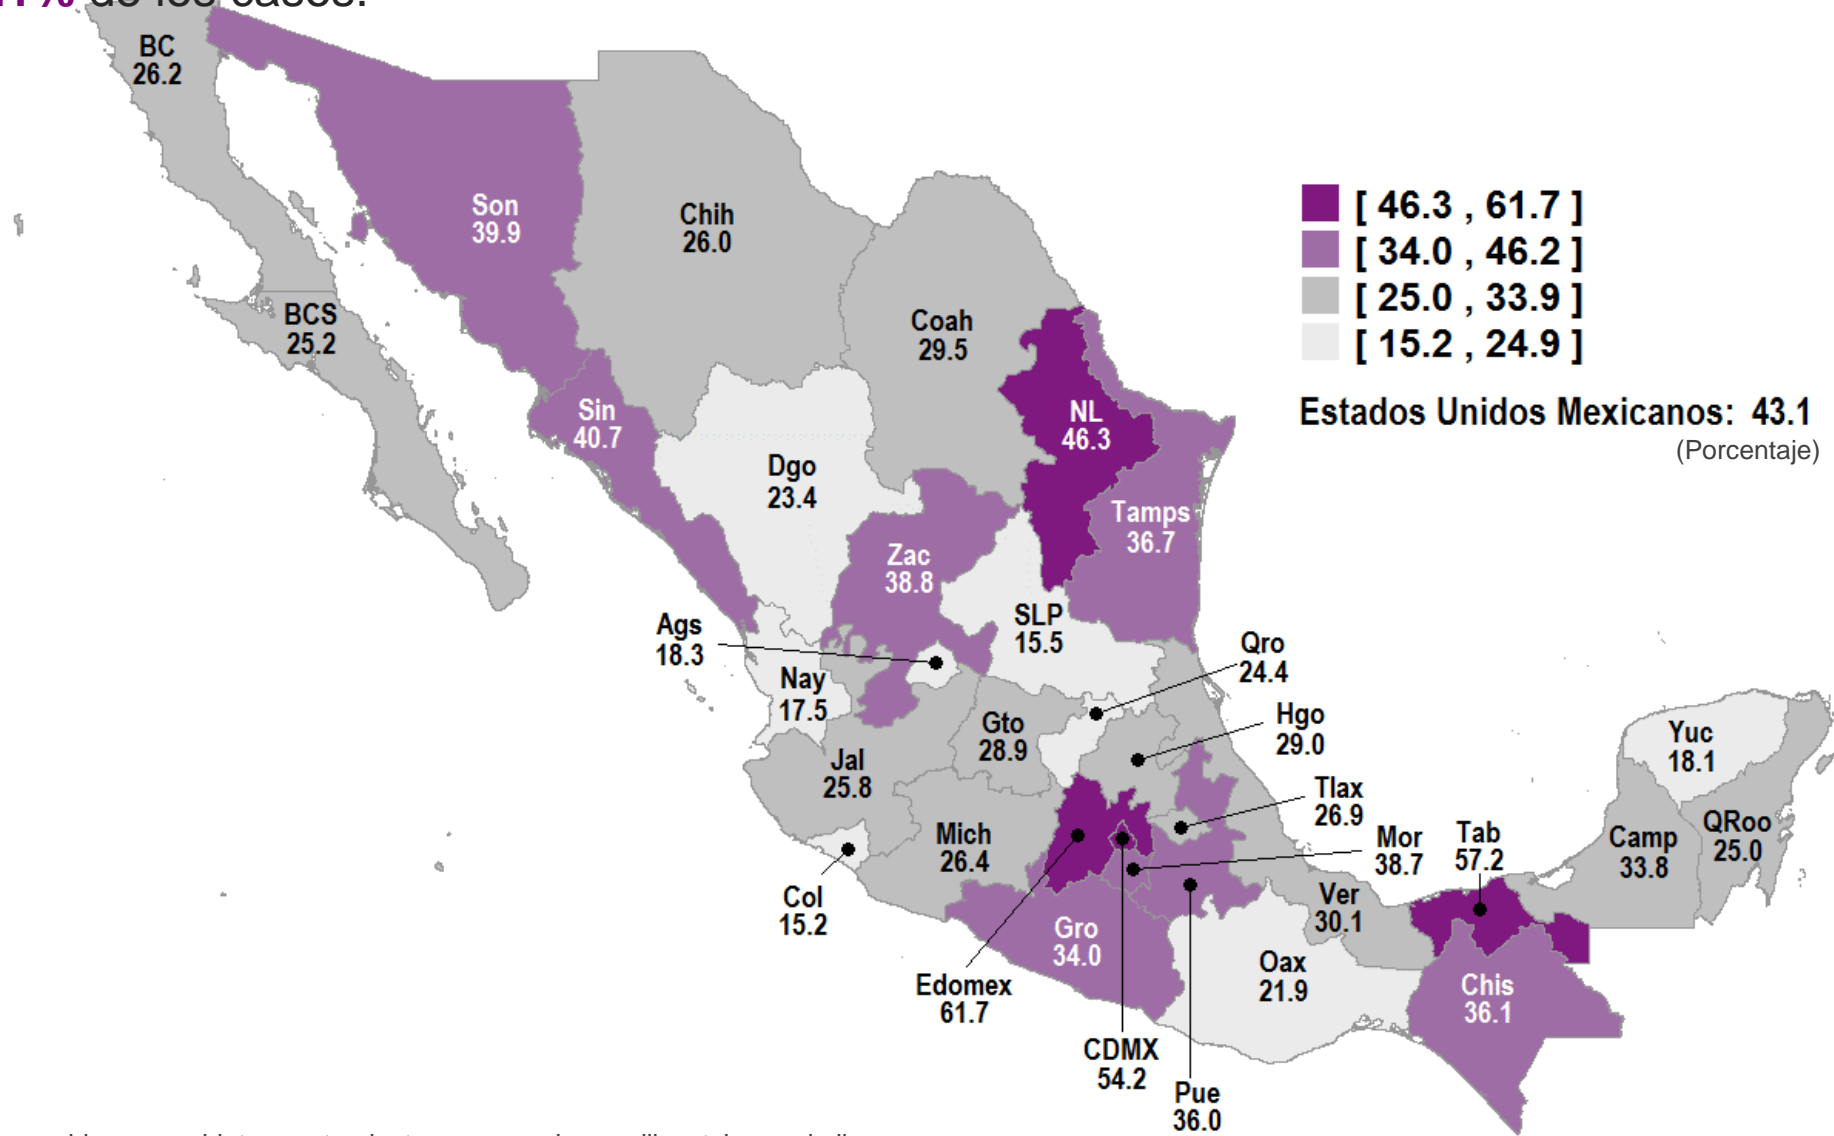 % de los casos.
BC
26.2
Son
39.9
Chih
26.0
BCS
25.2
Coah
29.5
Sin
40.7
NL
46.3
Dgo
23.4
Tamps
36.7
Zac
38.8
SLP
15.5
Ags
18.3
Nay
17.5
Qro
24.4
Gto
28.9
Hgo
29.0
Jal
25.8
Tlax
26.9
Mich
26.4
Mor
38.7
Tab
57.2
Col
15.2
Gro
34.0
Ver
30.1
Yuc
18.1
Camp
33.8
QRoo
25.0
Edomex
61.7
Oax
21.9
Chis
36.1
CDMX
54.2
Pue
36.0
[ 46.3 , 61.7 ]
[ 34.0 , 46.2 ]
[ 25.0 , 33.9 ]
[ 15.2 , 24.9 ]
Estados Unidos Mexicanos: 43.1
(Porcentaje)